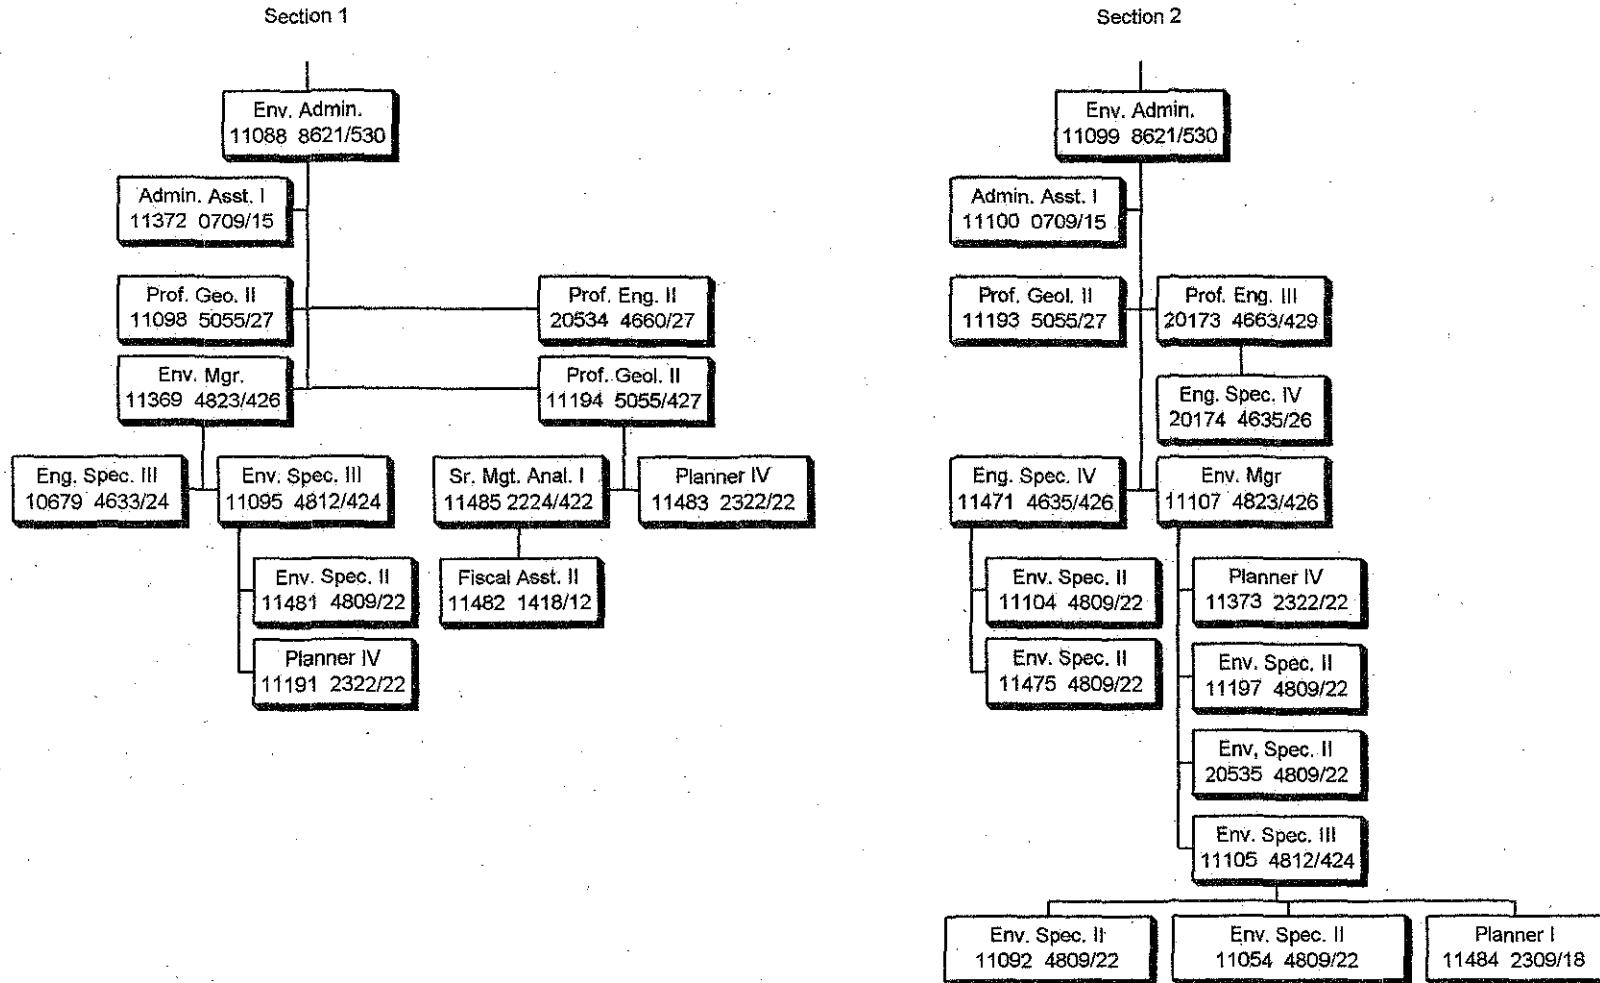 Section 1
Env. Admin.
11088 8621/530
Admin. Asst. I
11372 0709/15
Prof. Geo. II
11098 5055/27
Prof. Eng. II
20534 4660/27
Env. Mgr.
11369 4823/426
Prof. Geol. II
11194 5055/427
Eng. Spec. III
10679 4633/24
Env. Spec. III
11095 4812/424
Sr. Mgt. Anal. I
11485 2224/422
Planner IV
11483 2322/22
Env. Spec. II
11481 4809/22
Fiscal Asst. II
11482 1418/12
Planner IV
11191 2322/22
Section 2
Env. Admin.
11099 8621/530
Admin. Asst. I
11100 0709/15
Prof. Geol. II
11193 5055/27
Prof. Eng. III
20173 4663/429
Eng. Spec. IV
20174 4635/26
Eng. Spec. IV
11471 4635/426
Env. Mgr
11107 4823/426
Env. Spec. II
11104 4809/22
Env. Spec. II
11475 4809/22
Planner IV
11373 2322/22
Env. Spec. II
11197 4809/22
Env, Spec. II
20535 4809/22
Env. Spec. III
11105 4812/424
Env. Spec. II
11092 4809/22
Env. Spec. II
11054 4809/22
Planner I
11484 2309/18